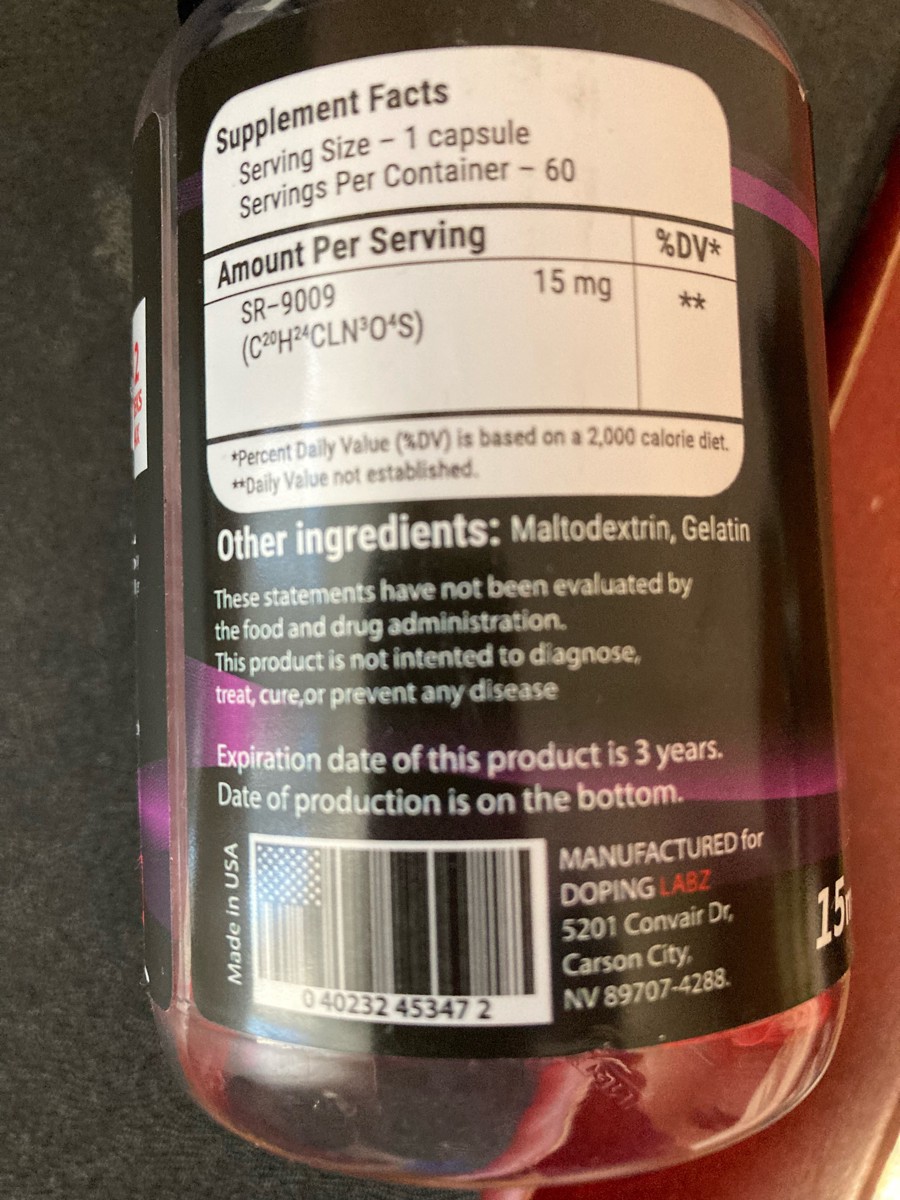 Supplement Facts
Serving Size – 1 capsule
Servings Per Container – 60
Amount Per Serving %DV*
SR-9009 15 mg **
(C²⁰H²⁴CLN³O⁴S)
*Percent Daily Value (%DV) is based on a 2,000 calorie diet.
**Daily Value not established.
Other ingredients: Maltodextrin, Gelatin
These statements have not been evaluated by
the food and drug administration.
This product is not intented to diagnose,
treat, cure,or prevent any disease
Expiration date of this product is 3 years.
Date of production is on the bottom.
Made in USA
0 40232 45347 2
MANUFACTURED for
DOPING LABZ
5201 Convair Dr,
Carson City,
NV 89707-4288.
2
15